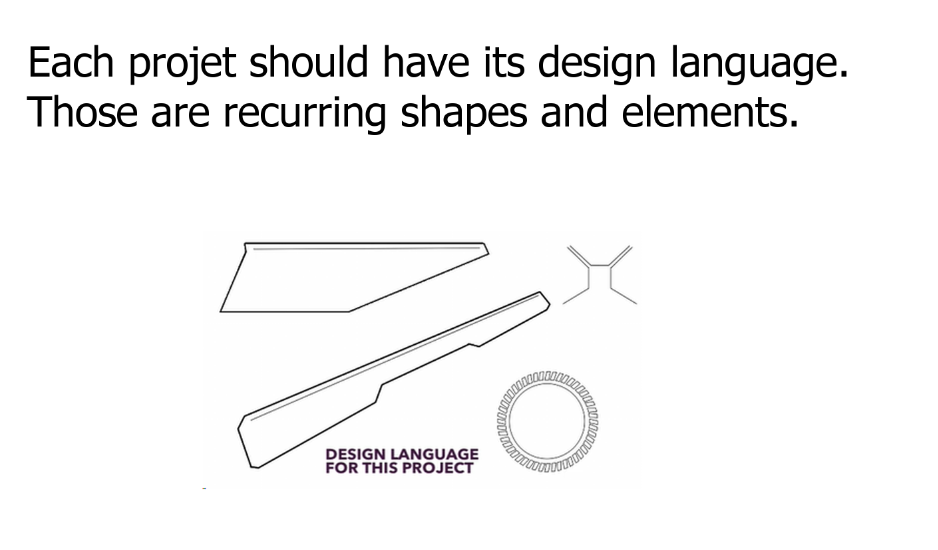 Each projet should have its design language.
Those are recurring shapes and elements.
DESIGN LANGUAGE
FOR THIS PROJECT